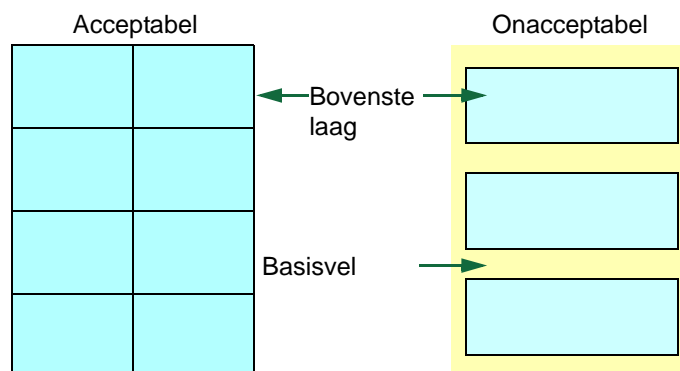 Acceptabel
Onacceptabel
Bovenste
laag
Basisvel